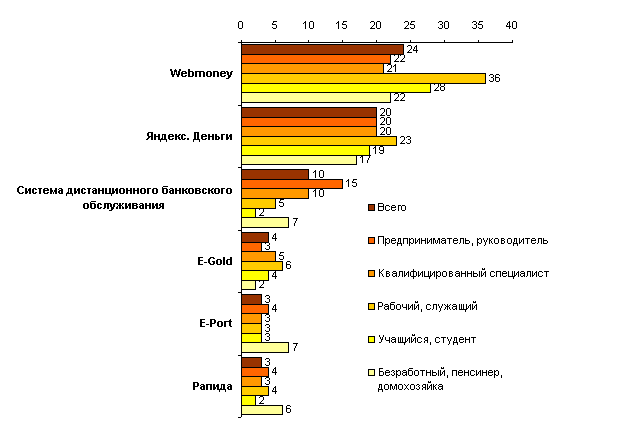 0 5 10 15 20 25 30 35 40
Webmoney
24
22
21
36
28
22
Яндекс. Деньги
20
20
20
23
19
17
Система дистанционного банковского
обслуживания
10
15
10
5
2
7
E-Gold
4
3
5
6
4
2
E-Port
3
4
3
3
3
7
Рапида
3
4
3
4
2
6
Всего
Предприниматель, руководитель
Квалифицированный специалист
Рабочий, служащий
Учащийся, студент
Безработный, пенсинер,
домохозяйка